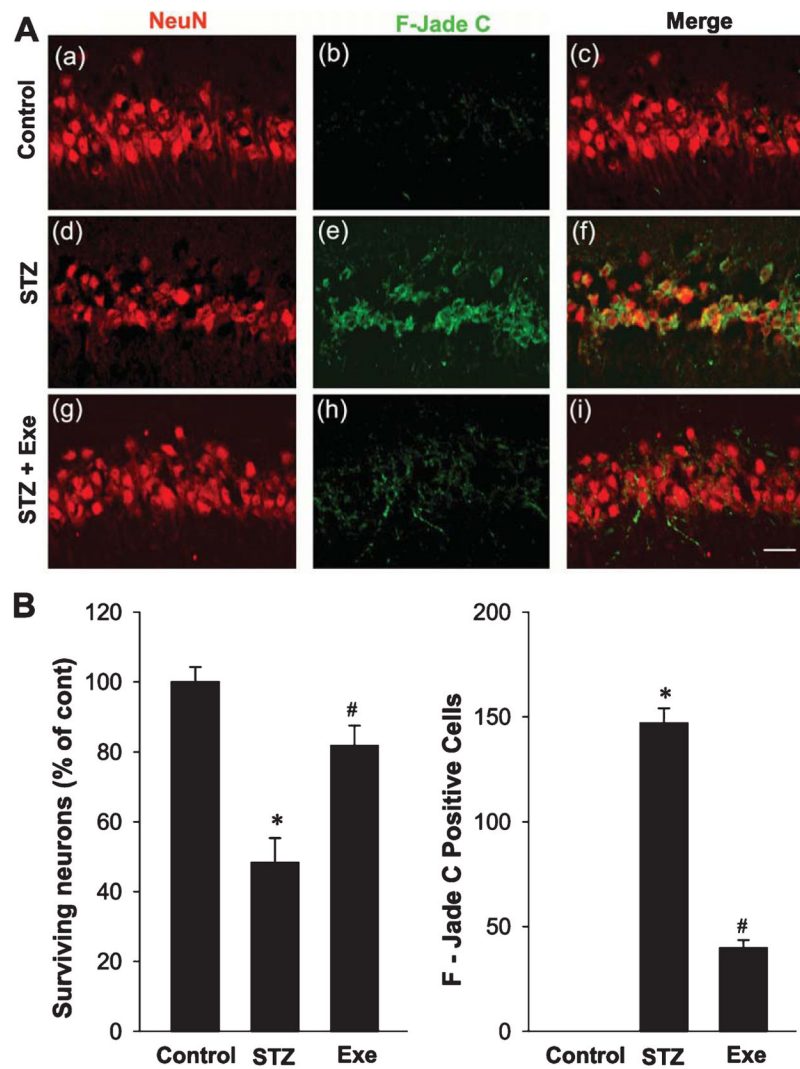 A
NeuN
F-Jade C
Merge
Control
(a)
(b)
(c)
STZ
(d)
(e)
(f)
STZ + Exe
(g)
(h)
(i)
B
Surviving neurons (% of cont)
120
100
80
60
40
20
0
*
#
Control
STZ
Exe
F - Jade C Positive Cells
200
150
100
50
0
*
#
Control
STZ
Exe